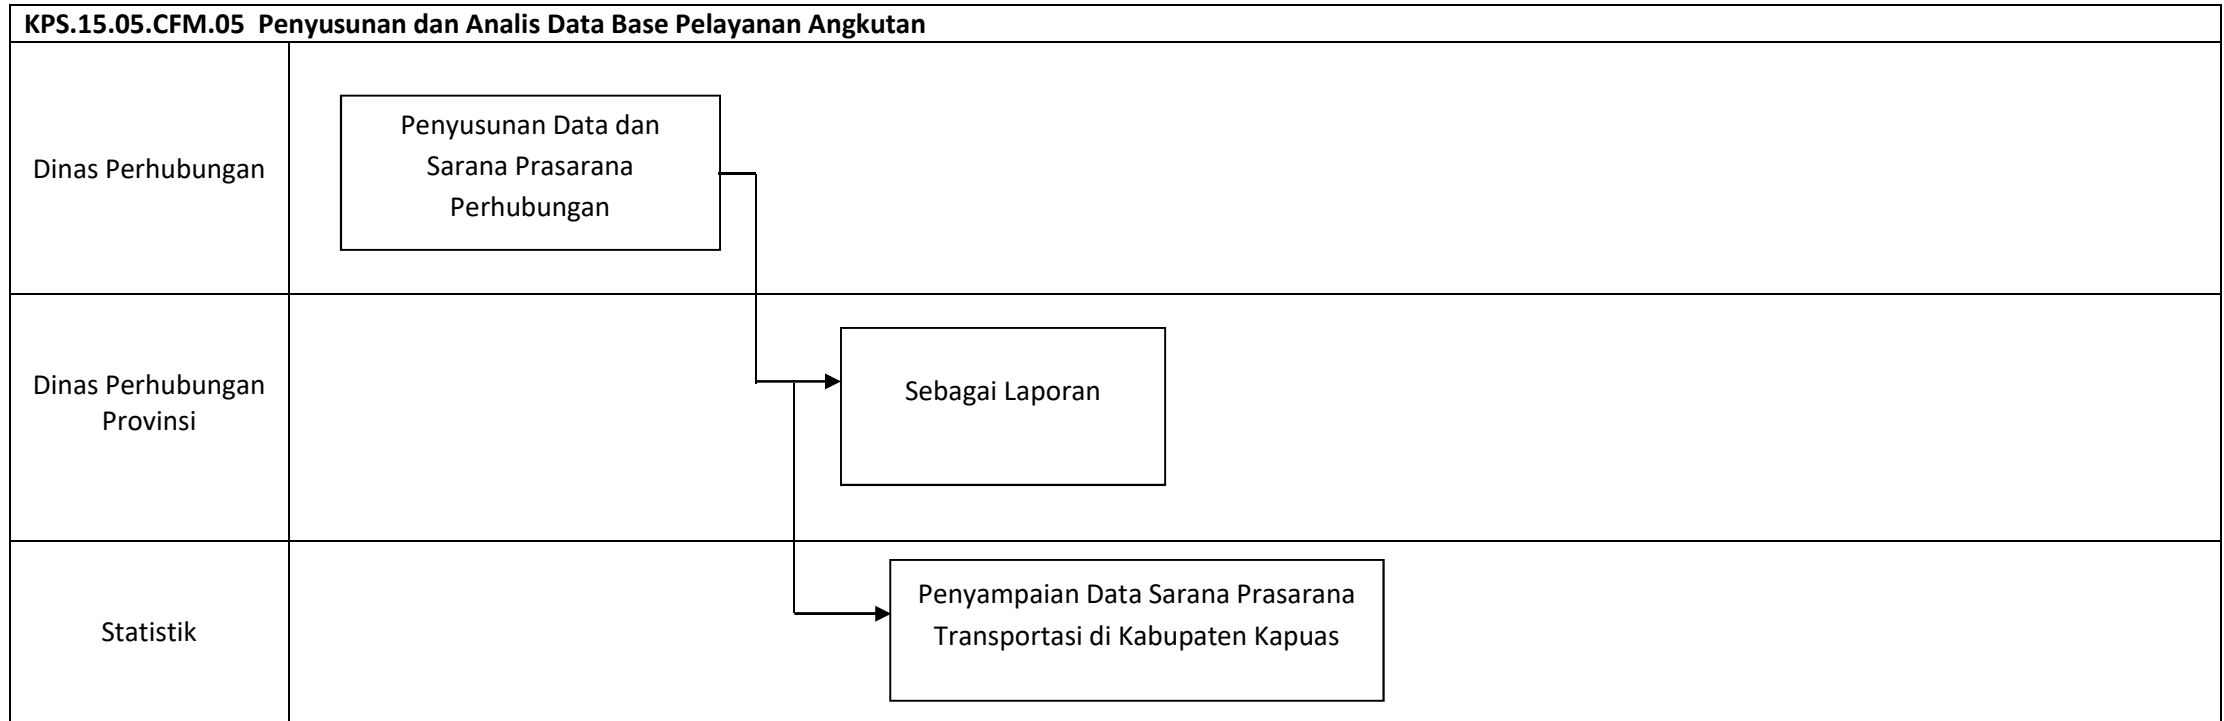 KPS.15.05.CFM.05 Penyusunan dan Analis Data Base Pelayanan Angkutan
Dinas Perhubungan
Penyusunan Data dan
Sarana Prasarana
Perhubungan
Dinas Perhubungan
Provinsi
Sebagai Laporan
Statistik
Penyampaian Data Sarana Prasarana
Transportasi di Kabupaten Kapuas